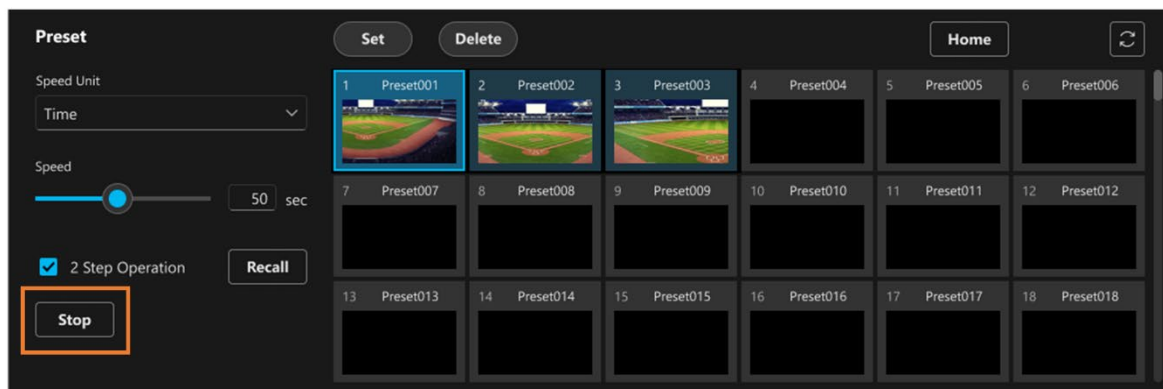 Preset
Set
Delete
Home
Speed Unit
Time
Speed
50 sec
2 Step Operation
Recall
Stop
1 Preset001
2 Preset002
3 Preset003
4 Preset004
5 Preset005
6 Preset006
7 Preset007
8 Preset008
9 Preset009
10 Preset010
11 Preset011
12 Preset012
13 Preset013
14 Preset014
15 Preset015
16 Preset016
17 Preset017
18 Preset018